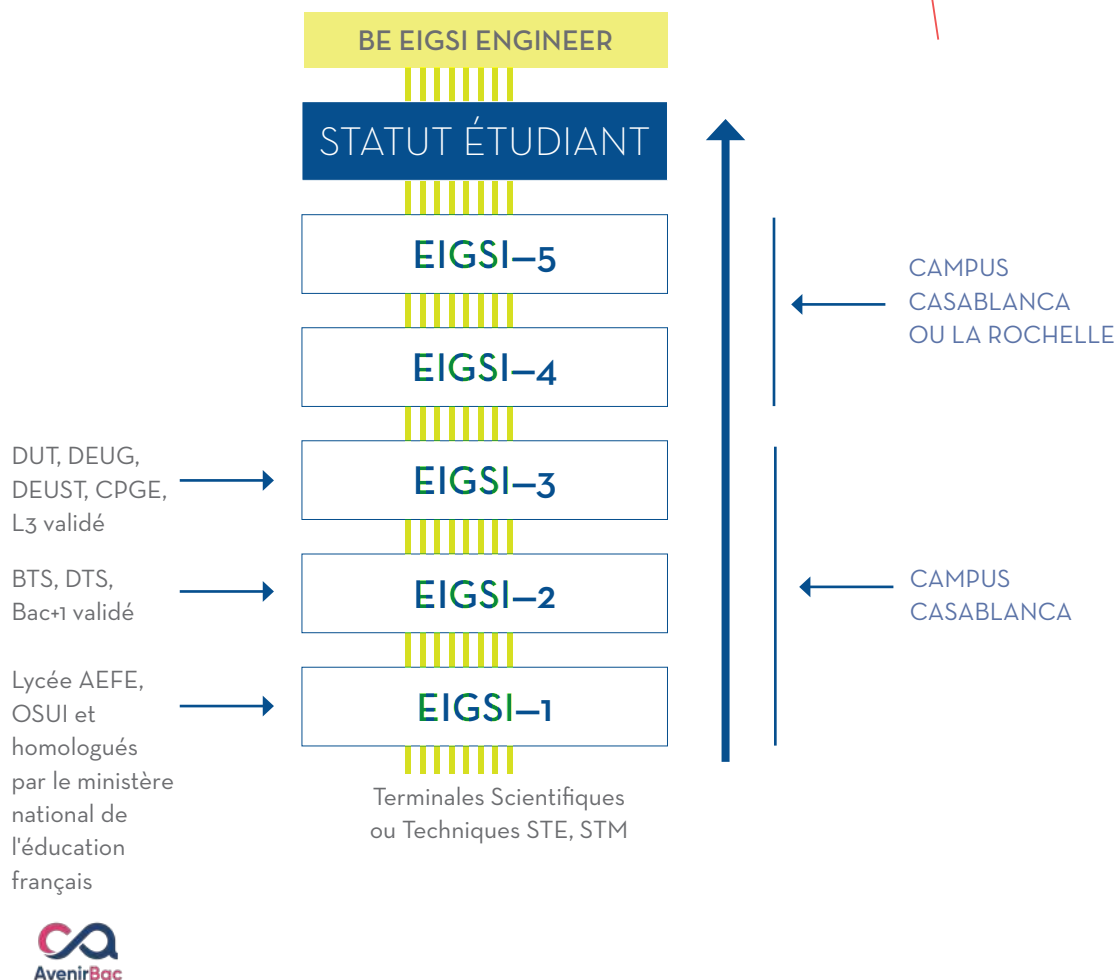 BE EIGSI ENGINEER
STATUT ÉTUDIANT
EIGSI–5
CAMPUS
CASABLANCA
OU LA ROCHELLE
EIGSI–4
DUT, DEUG,
DEUST, CPGE,
L3 validé
EIGSI–3
BTS, DTS,
Bac+1 validé
EIGSI–2
CAMPUS
CASABLANCA
Lycée AEFE,
OSUI et
homologués
par le ministère
national de
l'éducation
français
EIGSI–1
Terminales Scientifiques
ou Techniques STE, STM
AvenirBac